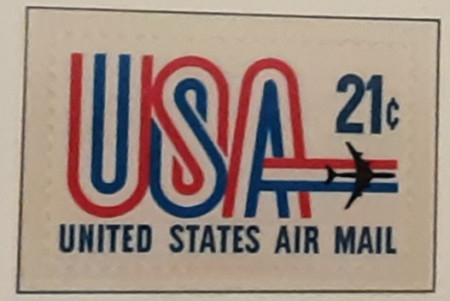 USA
21¢
UNITED STATES AIR MAIL